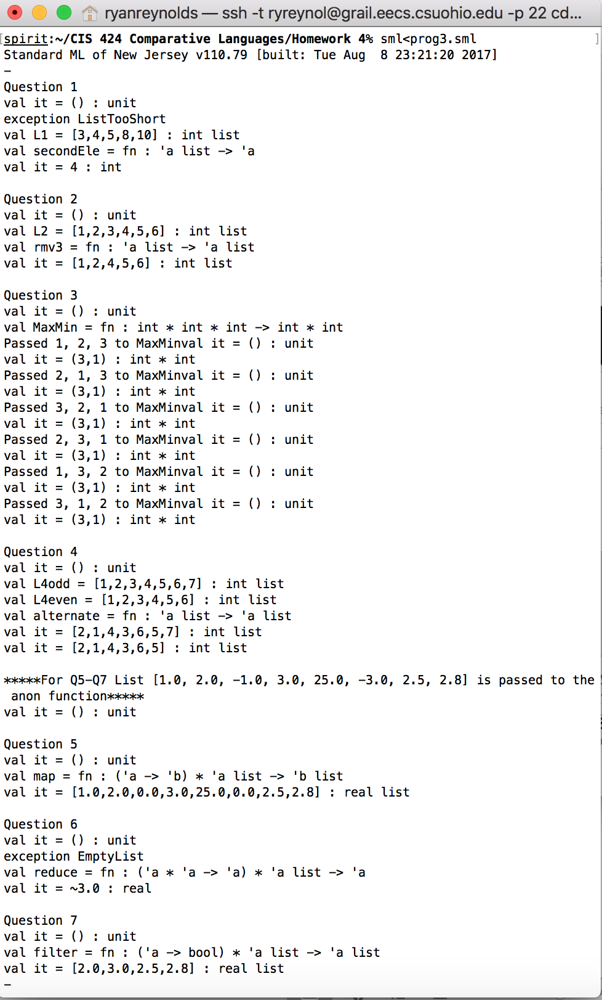 ryanreynolds — ssh -t ryreynol@grail.eecs.csuohio.edu -p 22 cd...
[spirit:~/CIS 424 Comparative Languages/Homework 4% sml<prog3.sml ]
Standard ML of New Jersey v110.79 [built: Tue Aug  8 23:21:20 2017]
-
Question 1
val it = () : unit
exception ListTooShort
val L1 = [3,4,5,8,10] : int list
val secondEle = fn : 'a list -> 'a
val it = 4 : int

Question 2
val it = () : unit
val L2 = [1,2,3,4,5,6] : int list
val rmv3 = fn : 'a list -> 'a list
val it = [1,2,4,5,6] : int list

Question 3
val it = () : unit
val MaxMin = fn : int * int * int -> int * int
Passed 1, 2, 3 to MaxMinval it = () : unit
val it = (3,1) : int * int
Passed 2, 1, 3 to MaxMinval it = () : unit
val it = (3,1) : int * int
Passed 3, 2, 1 to MaxMinval it = () : unit
val it = (3,1) : int * int
Passed 2, 3, 1 to MaxMinval it = () : unit
val it = (3,1) : int * int
Passed 1, 3, 2 to MaxMinval it = () : unit
val it = (3,1) : int * int
Passed 3, 1, 2 to MaxMinval it = () : unit
val it = (3,1) : int * int

Question 4
val it = () : unit
val L4odd = [1,2,3,4,5,6,7] : int list
val L4even = [1,2,3,4,5,6] : int list
val alternate = fn : 'a list -> 'a list
val it = [2,1,4,3,6,5,7] : int list
val it = [2,1,4,3,6,5] : int list

*****For Q5-Q7 List [1.0, 2.0, -1.0, 3.0, 25.0, -3.0, 2.5, 2.8] is passed to the
 anon function*****
val it = () : unit

Question 5
val it = () : unit
val map = fn : ('a -> 'b) * 'a list -> 'b list
val it = [1.0,2.0,0.0,3.0,25.0,0.0,2.5,2.8] : real list

Question 6
val it = () : unit
exception EmptyList
val reduce = fn : ('a * 'a -> 'a) * 'a list -> 'a
val it = ~3.0 : real

Question 7
val it = () : unit
val filter = fn : ('a -> bool) * 'a list -> 'a list
val it = [2.0,3.0,2.5,2.8] : real list
-